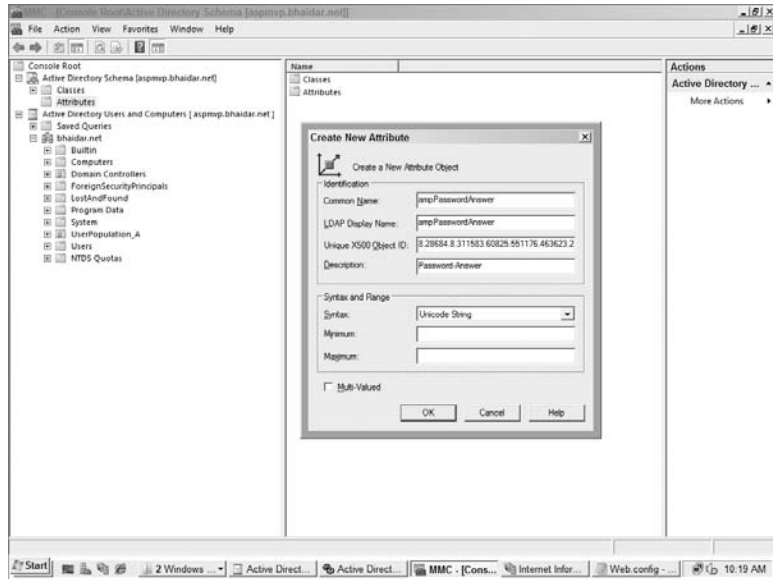 MMC - [Console Root\Active Directory Schema [aspmvp.bhaidar.net]]
File Action View Favorites Window Help
Console Root
Active Directory Schema [aspmvp.bhaidar.net]
Classes
Attributes
Active Directory Users and Computers [ aspmvp.bhaidar.net ]
Saved Queries
bhaidar.net
Builtin
Computers
Domain Controllers
ForeignSecurityPrincipals
LostAndFound
Program Data
System
UserPopulation_A
Users
NTDS Quotas
Name
Classes
Attributes
Create New Attribute
Create a New Attribute Object
Identification
Common Name: ampPasswordAnswer
LDAP Display Name: ampPasswordAnswer
Unique X500 Object ID: 8.28684.8.311583.60825.551176.463623.2
Description: Password-Answer
Syntax and Range
Syntax: Unicode String
Minimum:
Maximum:
Multi-Valued
OK Cancel Help
Actions
Active Directory ...
More Actions
Start 2 Windows ... Active Direct... Active Direct... MMC - [Cons... Internet Infor... Web.config - ... 10:19 AM